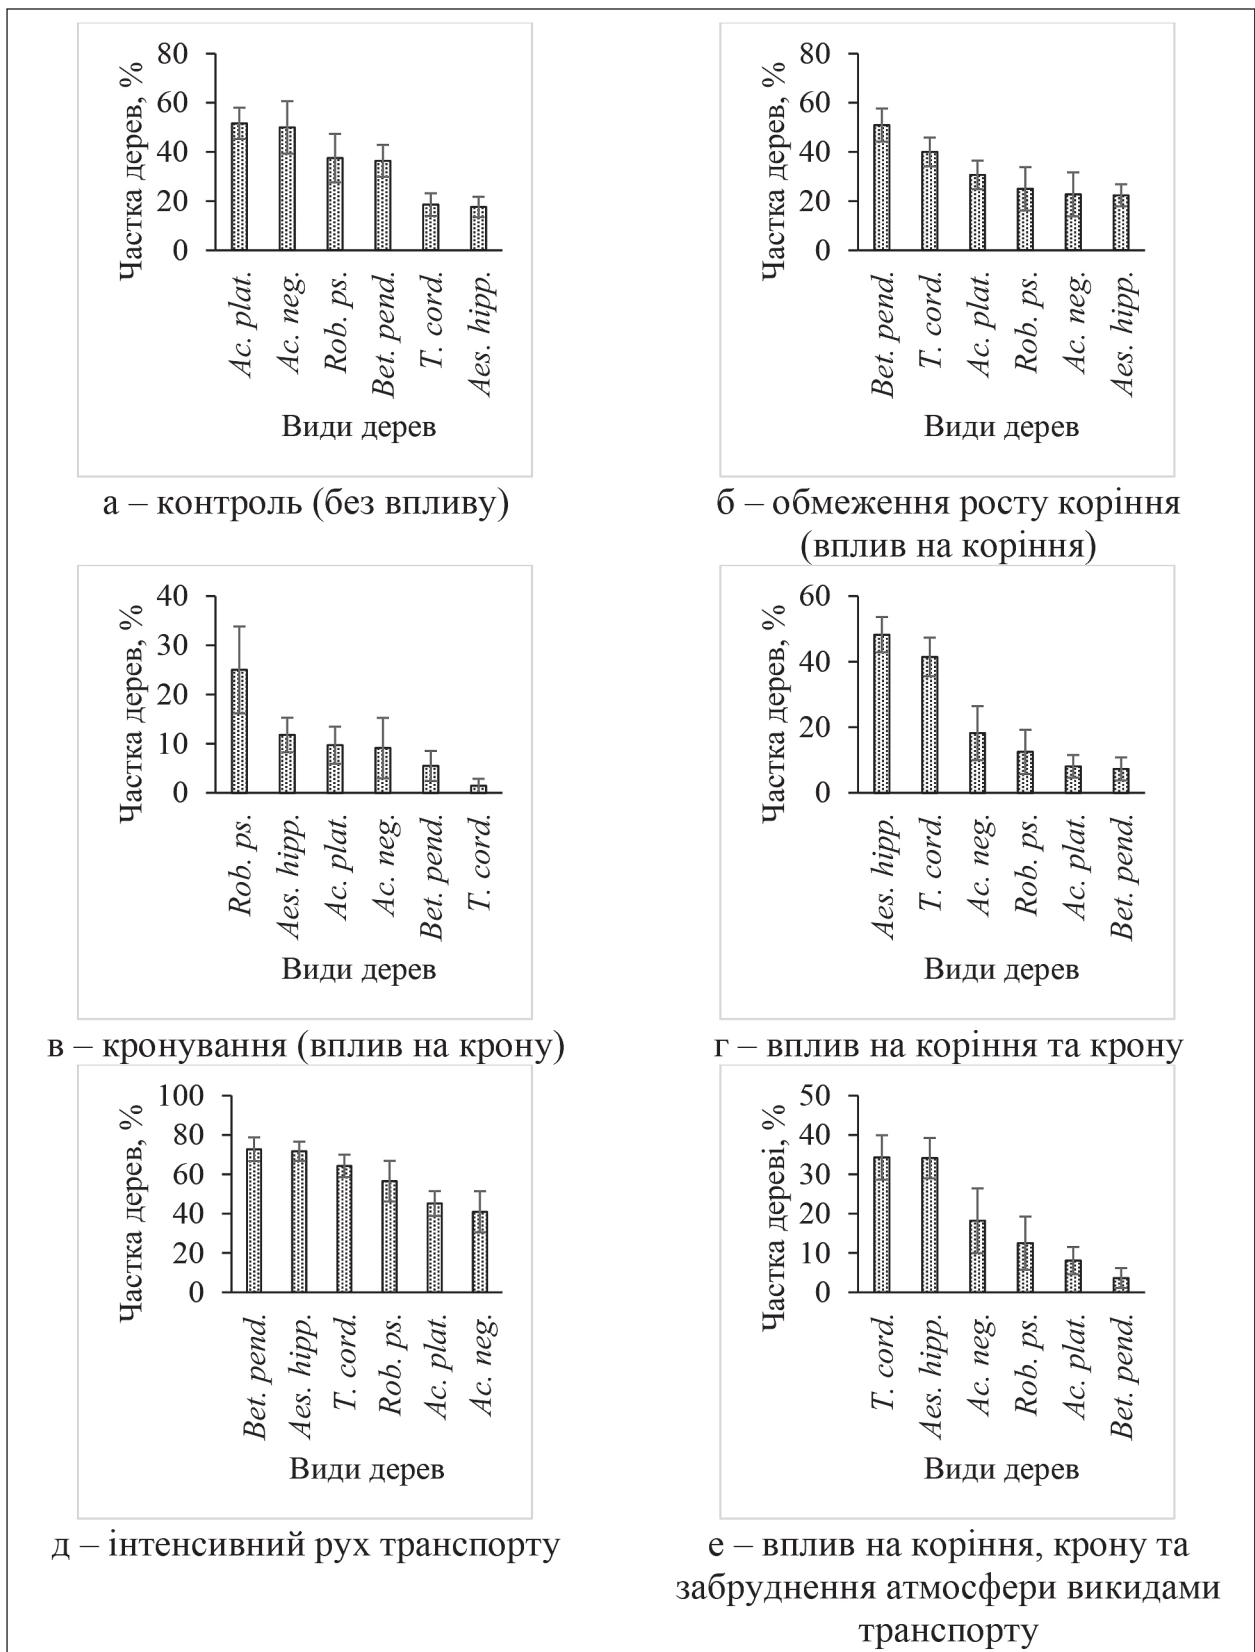 Частка дерев, %
80
60
40
20
0
Ac. plat.
Ac. neg.
Rob. ps.
Bet. pend.
T. cord.
Aes. hipp.
Види дерев
а – контроль (без впливу)
Частка дерев, %
80
60
40
20
0
Bet. pend.
T. cord.
Ac. plat.
Rob. ps.
Ac. neg.
Aes. hipp.
Види дерев
б – обмеження росту коріння
(вплив на коріння)
Частка дерев, %
40
30
20
10
0
Rob. ps.
Aes. hipp.
Ac. plat.
Ac. neg.
Bet. pend.
T. cord.
Види дерев
в – кронування (вплив на крону)
Частка дерев, %
60
40
20
0
Aes. hipp.
T. cord.
Ac. neg.
Rob. ps.
Ac. plat.
Bet. pend.
Види дерев
г – вплив на коріння та крону
Частка дерев, %
100
80
60
40
20
0
Bet. pend.
Aes. hipp.
T. cord.
Rob. ps.
Ac. plat.
Ac. neg.
Види дерев
д – інтенсивний рух транспорту
Частка дереві, %
50
40
30
20
10
0
T. cord.
Aes. hipp.
Ac. neg.
Rob. ps.
Ac. plat.
Bet. pend.
Види дерев
е – вплив на коріння, крону та
забруднення атмосфери викидами
транспорту